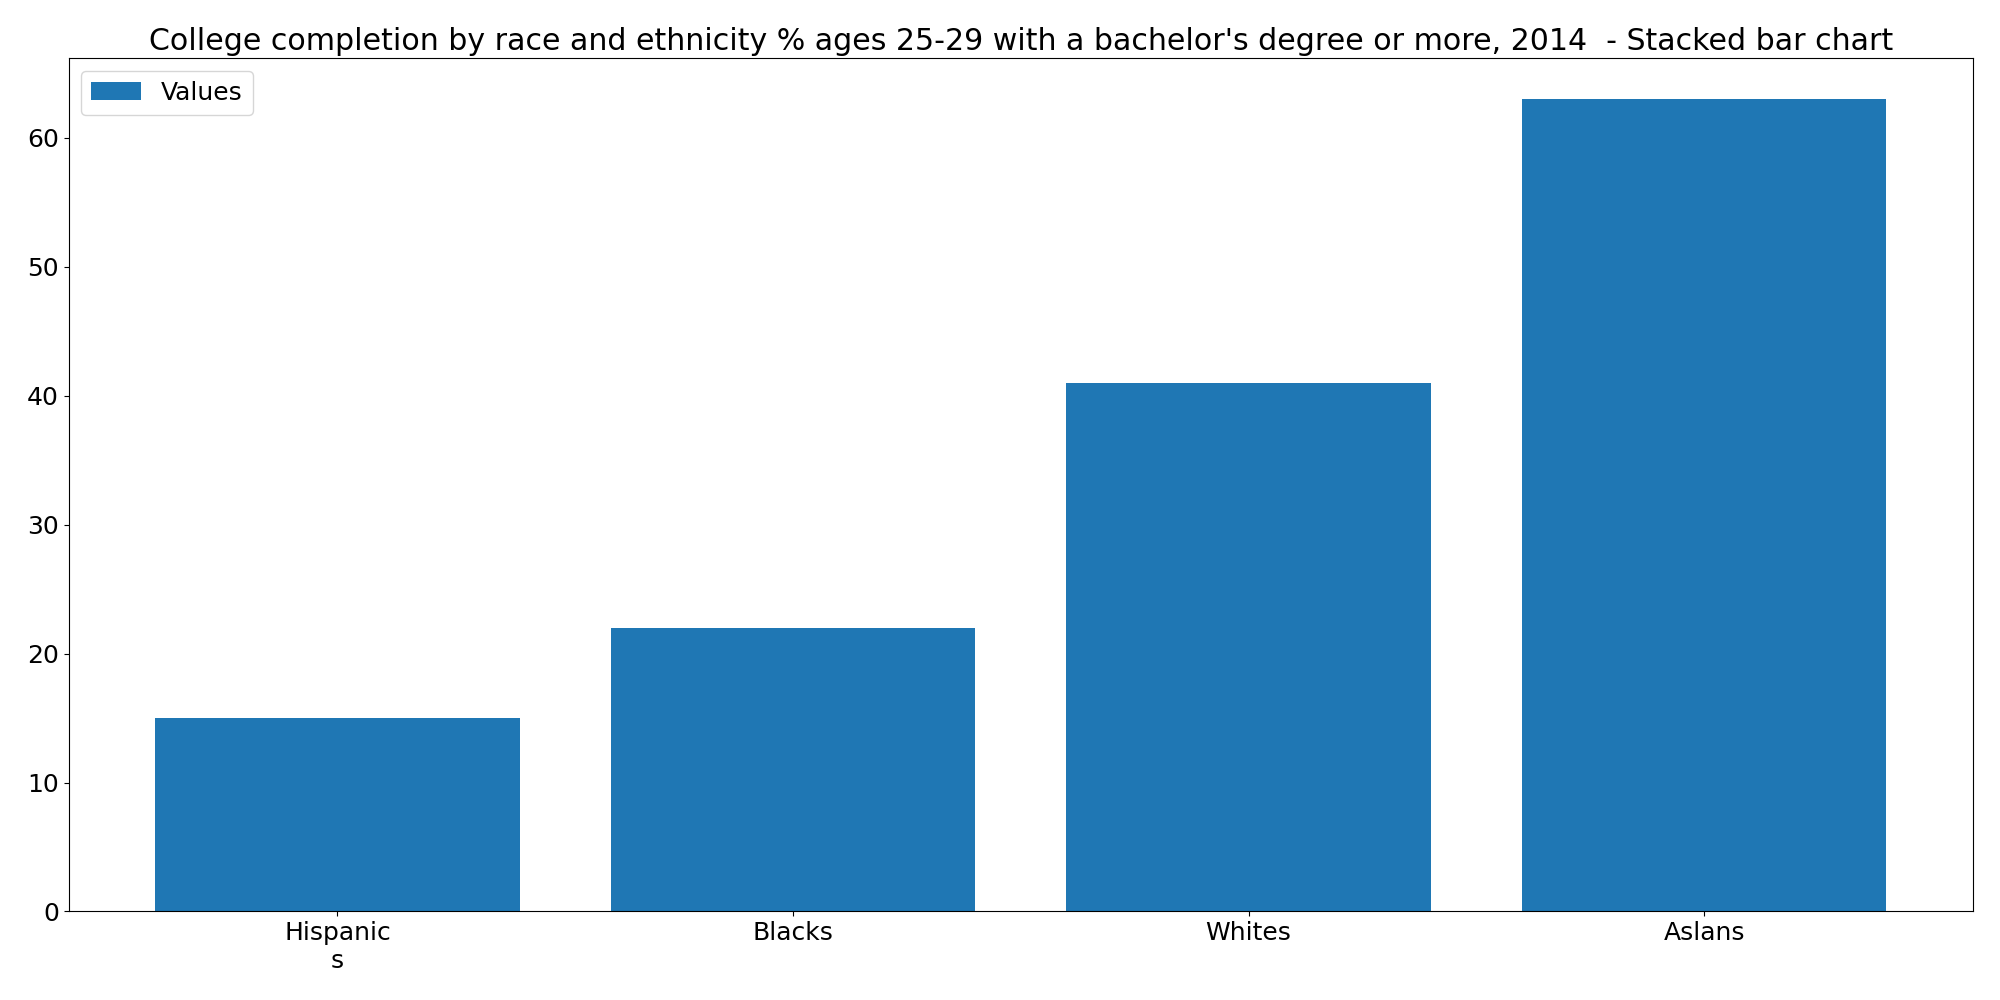 College completion by race and ethnicity % ages 25-29 with a bachelor's degree or more, 2014  - Stacked bar chart
Values
60
50
40
30
20
10
0
Hispanic
s
Blacks
Whites
Aslans